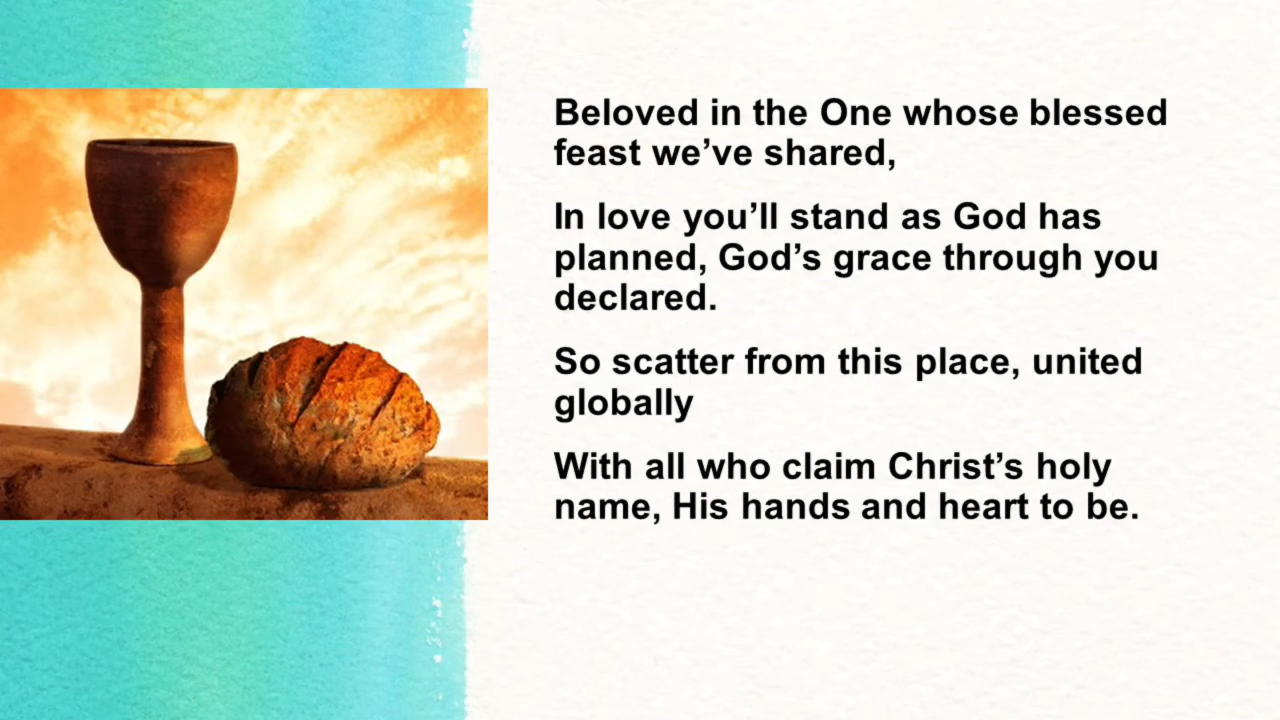 Beloved in the One whose blessed
feast we’ve shared,
In love you’ll stand as God has
planned, God’s grace through you
declared.
So scatter from this place, united
globally
With all who claim Christ’s holy
name, His hands and heart to be.